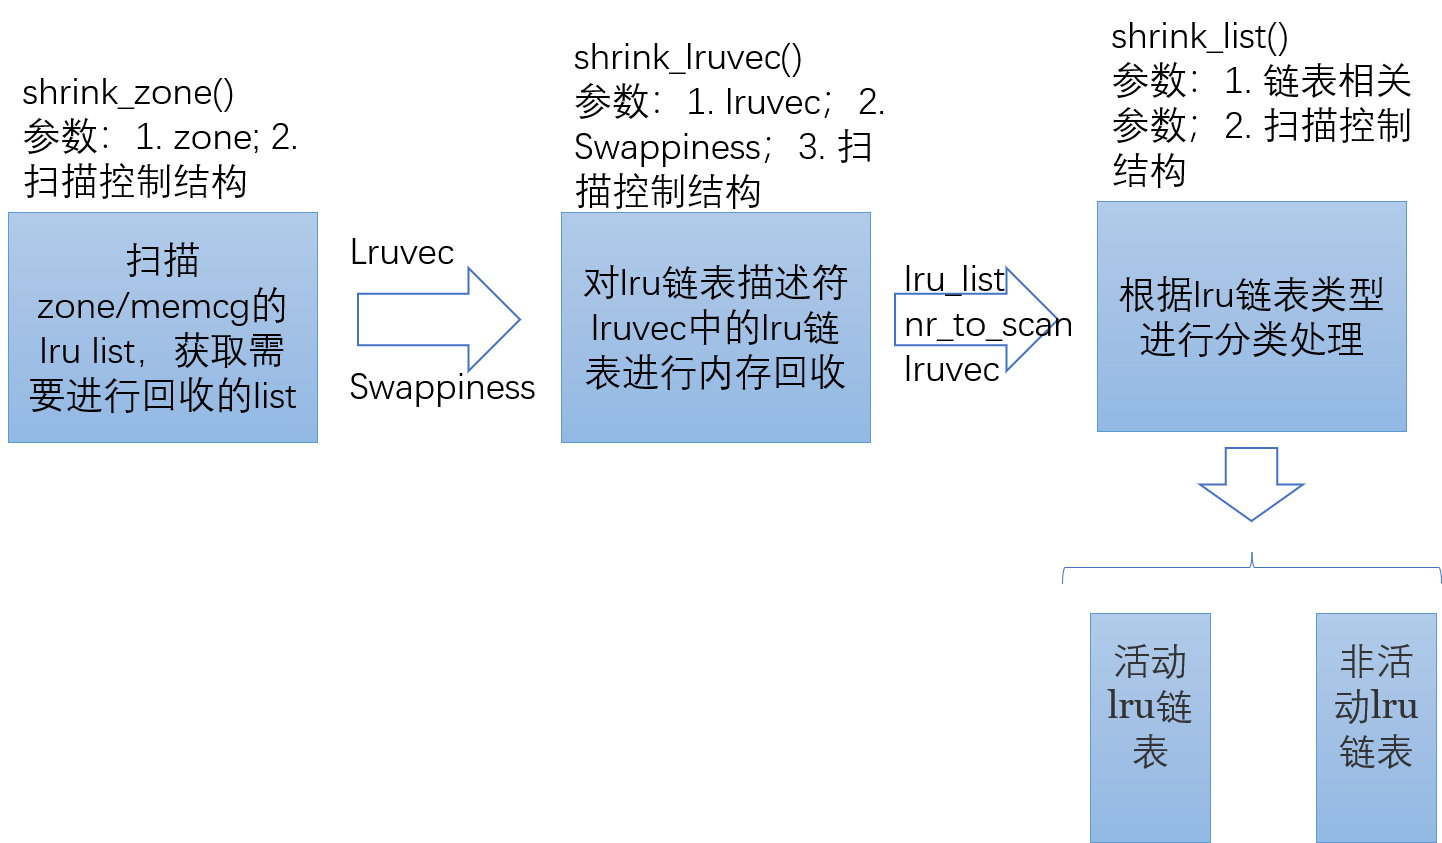 shrink_zone()
参数：1. zone; 2.
扫描控制结构
扫描
zone/memcg的
lru list，获取需
要进行回收的list
Lruvec
Swappiness
shrink_lruvec()
参数：1. lruvec；2.
Swappiness；3. 扫
描控制结构
对lru链表描述符
lruvec中的lru链
表进行内存回收
lru_list
nr_to_scan
lruvec
shrink_list()
参数：1. 链表相关
参数；2. 扫描控制
结构
根据lru链表类型
进行分类处理
活动
lru链
表
非活
动lru
链表